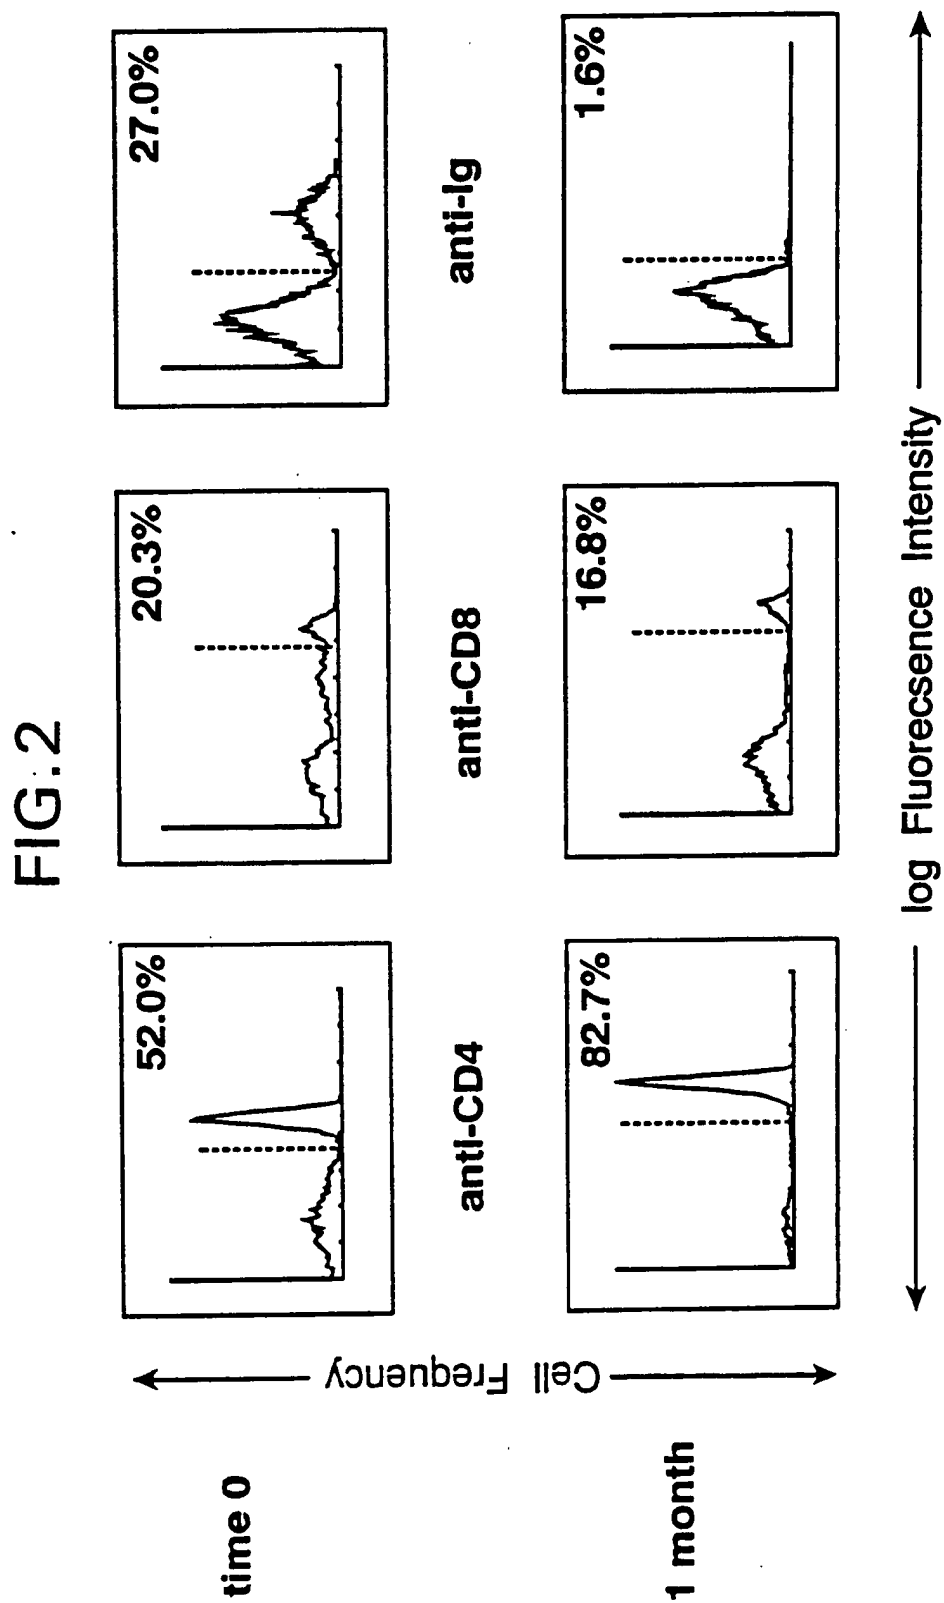 FIG.2
time 0
52.0%
20.3%
27.0%
Cell Frequency
anti-CD4
anti-CD8
anti-Ig
1 month
82.7%
16.8%
1.6%
log Fluorecsence Intensity